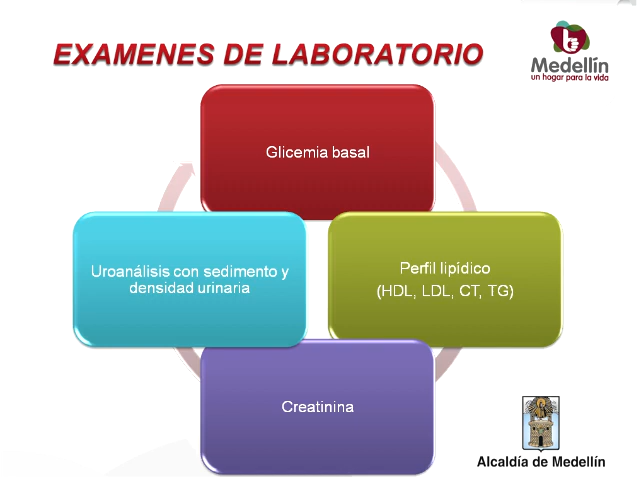 EXAMENES DE LABORATORIO
Medellín
un hogar para la vida
Glicemia basal
Uroanálisis con sedimento y
densidad urinaria
Perfil lipídico
(HDL, LDL, CT, TG)
Creatinina
Alcaldía de Medellín